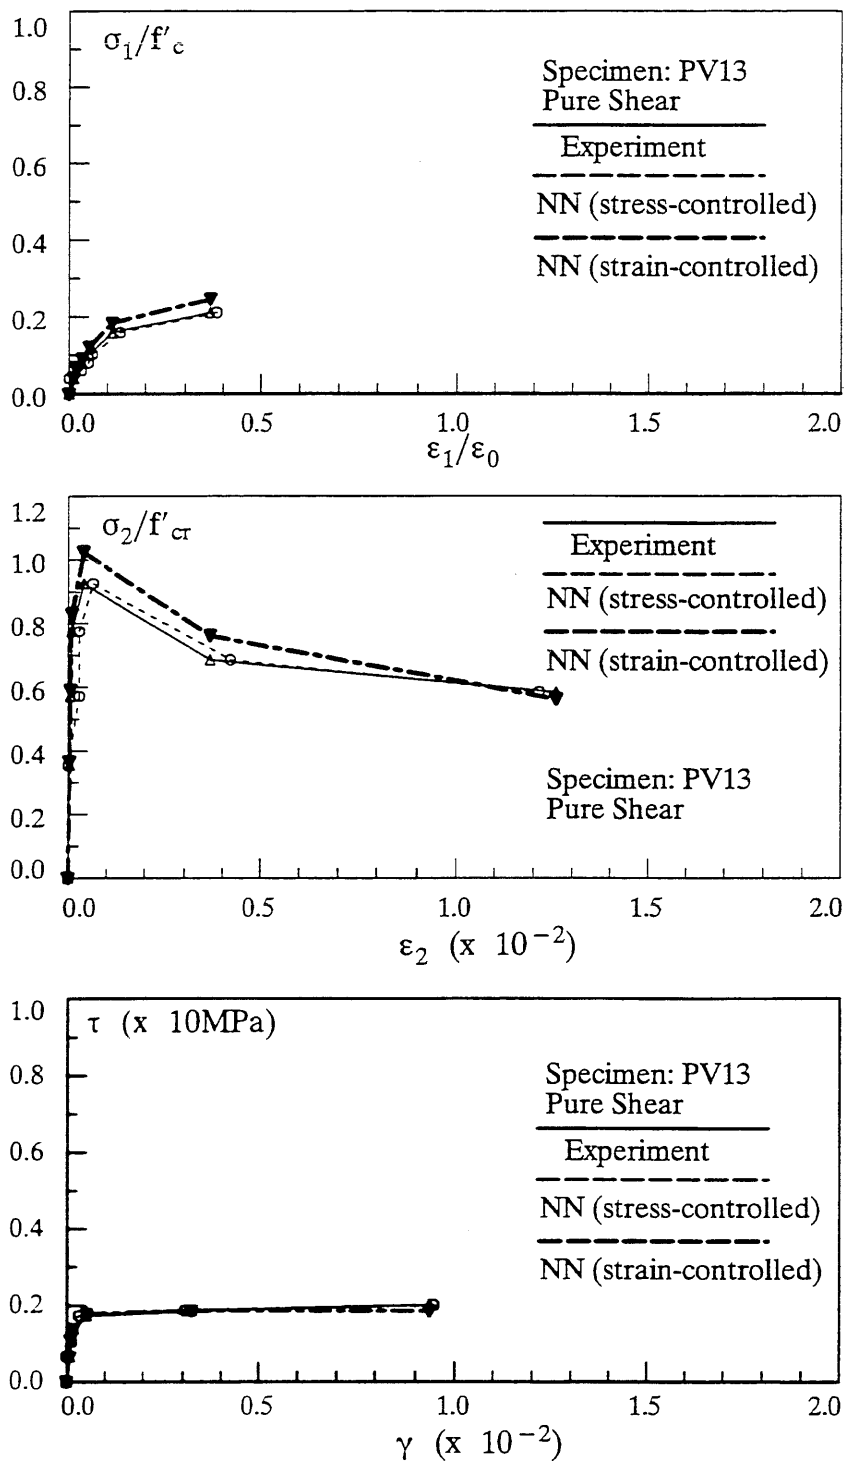 σ₁/f'c
Specimen: PV13
Pure Shear
Experiment
NN (stress-controlled)
NN (strain-controlled)
1.0
0.8
0.6
0.4
0.2
0.0
0.0 0.5 1.0 1.5 2.0
ε₁/ε₀
σ₂/f'cr
Experiment
NN (stress-controlled)
NN (strain-controlled)
Specimen: PV13
Pure Shear
1.2
1.0
0.8
0.6
0.4
0.2
0.0
0.0 0.5 1.0 1.5 2.0
ε₂ (x 10⁻²)
τ (x 10MPa)
Specimen: PV13
Pure Shear
Experiment
NN (stress-controlled)
NN (strain-controlled)
1.0
0.8
0.6
0.4
0.2
0.0
0.0 0.5 1.0 1.5 2.0
γ (x 10⁻²)